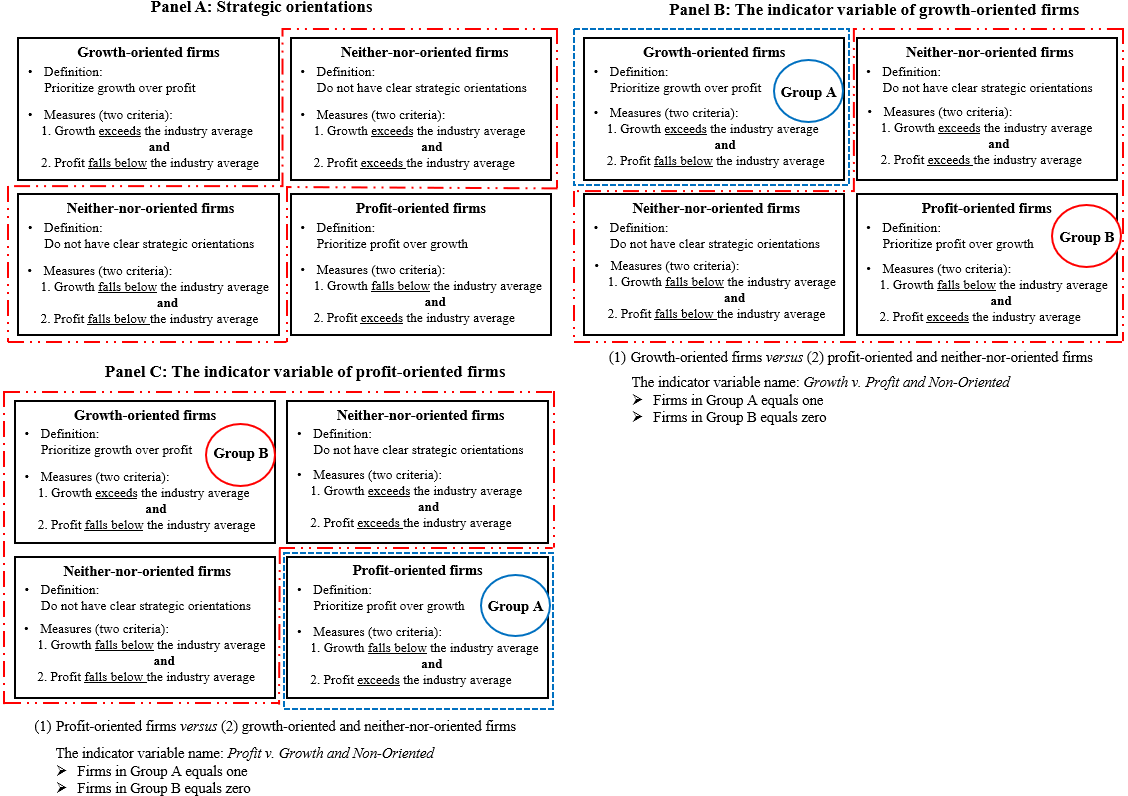 Panel A: Strategic orientations
Growth-oriented firms
• Definition:
Prioritize growth over profit
• Measures (two criteria):
1. Growth exceeds the industry average
and
2. Profit falls below the industry average
Neither-nor-oriented firms
• Definition:
Do not have clear strategic orientations
• Measures (two criteria):
1. Growth exceeds the industry average
and
2. Profit exceeds the industry average
Neither-nor-oriented firms
• Definition:
Do not have clear strategic orientations
• Measures (two criteria):
1. Growth falls below the industry average
and
2. Profit falls below the industry average
Profit-oriented firms
• Definition:
Prioritize profit over growth
• Measures (two criteria):
1. Growth falls below the industry average
and
2. Profit exceeds the industry average
Panel B: The indicator variable of growth-oriented firms
Growth-oriented firms
• Definition:
Prioritize growth over profit
Group A
• Measures (two criteria):
1. Growth exceeds the industry average
and
2. Profit falls below the industry average
Neither-nor-oriented firms
• Definition:
Do not have clear strategic orientations
• Measures (two criteria):
1. Growth exceeds the industry average
and
2. Profit exceeds the industry average
Neither-nor-oriented firms
• Definition:
Do not have clear strategic orientations
• Measures (two criteria):
1. Growth falls below the industry average
and
2. Profit falls below the industry average
Profit-oriented firms
• Definition:
Prioritize profit over growth
Group B
• Measures (two criteria):
1. Growth falls below the industry average
and
2. Profit exceeds the industry average
(1) Growth-oriented firms versus (2) profit-oriented and neither-nor-oriented firms
The indicator variable name: Growth v. Profit and Non-Oriented
➢ Firms in Group A equals one
➢ Firms in Group B equals zero
Panel C: The indicator variable of profit-oriented firms
Growth-oriented firms
• Definition:
Prioritize growth over profit
Group B
• Measures (two criteria):
1. Growth exceeds the industry average
and
2. Profit falls below the industry average
Neither-nor-oriented firms
• Definition:
Do not have clear strategic orientations
• Measures (two criteria):
1. Growth exceeds the industry average
and
2. Profit exceeds the industry average
Neither-nor-oriented firms
• Definition:
Do not have clear strategic orientations
• Measures (two criteria):
1. Growth falls below the industry average
and
2. Profit falls below the industry average
Profit-oriented firms
• Definition:
Prioritize profit over growth
Group A
• Measures (two criteria):
1. Growth falls below the industry average
and
2. Profit exceeds the industry average
(1) Profit-oriented firms versus (2) growth-oriented and neither-nor-oriented firms
The indicator variable name: Profit v. Growth and Non-Oriented
➢ Firms in Group A equals one
➢ Firms in Group B equals zero